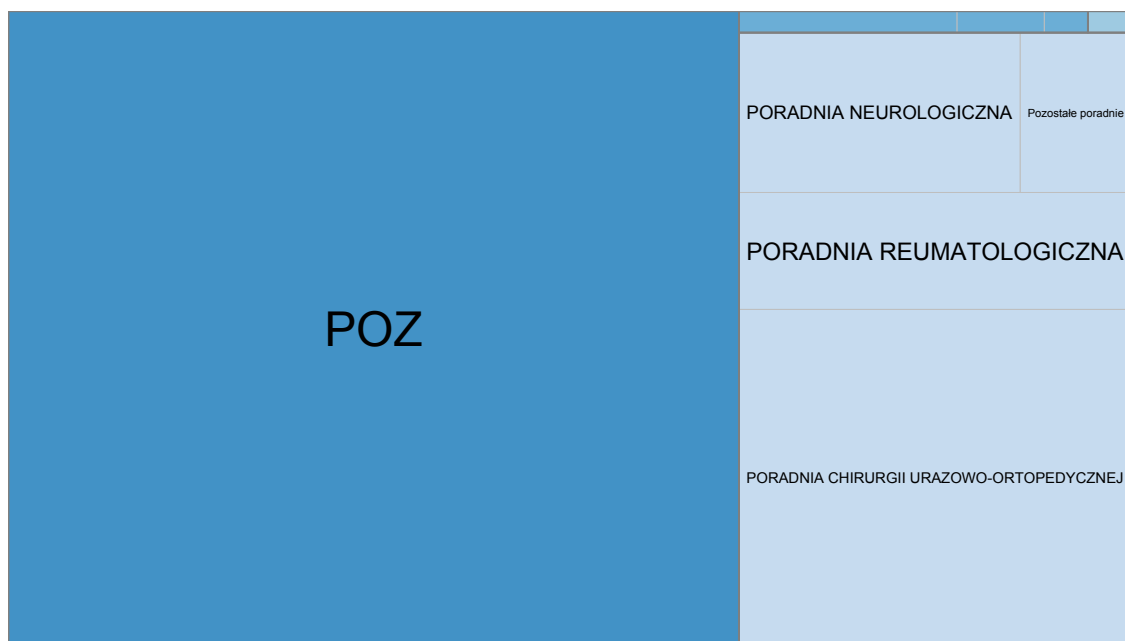 POZ
PORADNIA NEUROLOGICZNA
Pozostałe poradnie
PORADNIA REUMATOLOGICZNA
PORADNIA CHIRURGII URAZOWO-ORTOPEDYCZNEJ